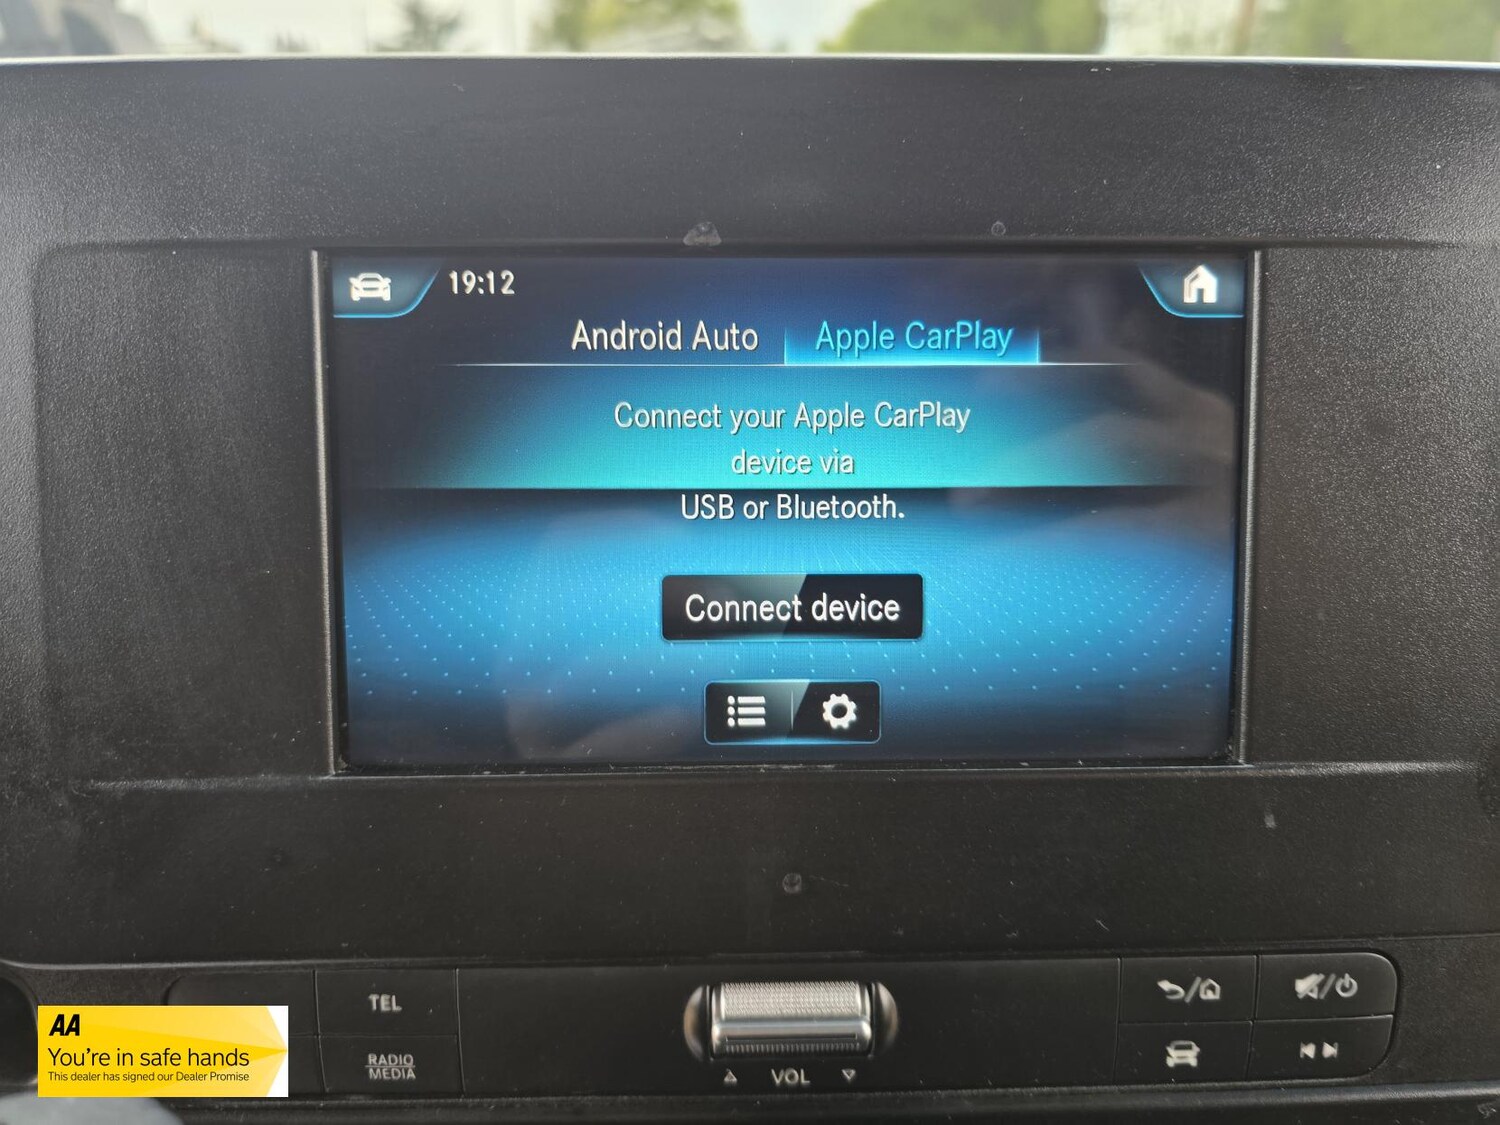 19:12
Android Auto
Apple CarPlay
Connect your Apple CarPlay
device via
USB or Bluetooth.
Connect device
TEL
RADIO
MEDIA
VOL
AA
You're in safe hands
This dealer has signed our Dealer Promise